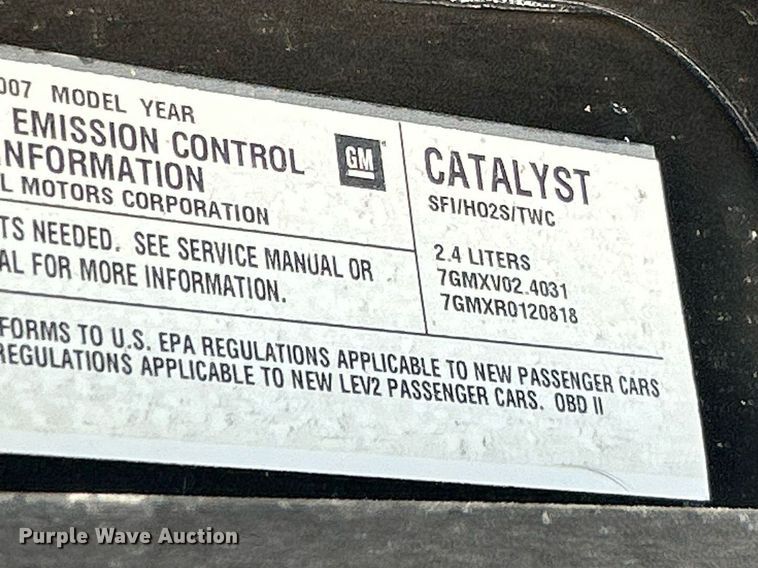 007 MODEL YEAR
EMISSION CONTROL
NFORMATION
L MOTORS CORPORATION
GM
CATALYST
SFI/HO2S/TWC
2.4 LITERS
7GMXV02.4031
7GMXR0120818
TS NEEDED. SEE SERVICE MANUAL OR
AL FOR MORE INFORMATION.
FORMS TO U.S. EPA REGULATIONS APPLICABLE TO NEW PASSENGER CARS
REGULATIONS APPLICABLE TO NEW LEV2 PASSENGER CARS. OBD II
Purple Wave Auction